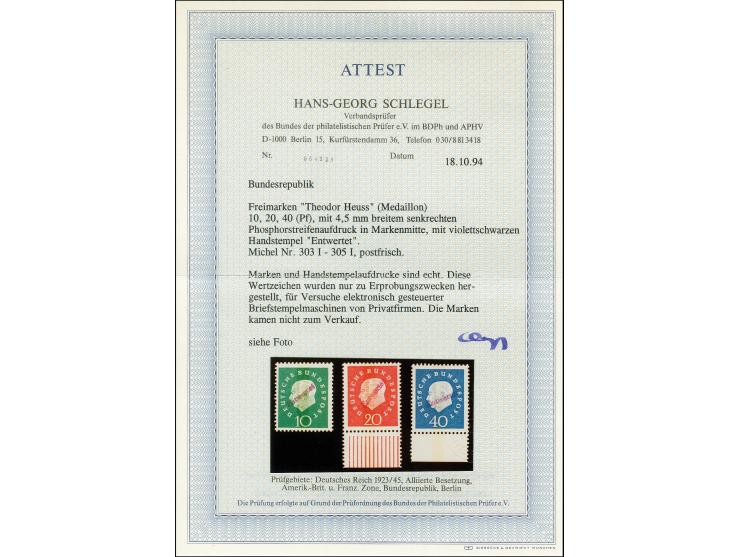 ATTEST
HANS-GEORG SCHLEGEL
Verbandsprüfer
des Bundes der philatelistischen Prüfer e.V. im BDPh und APHV
D-1000 Berlin 15, Kurfürstendamm 36, Telefon 030/8813418
Nr. Datum 18.10.94
Bundesrepublik
Freimarken "Theodor Heuss" (Medaillon)
10, 20, 40 (Pf), mit 4,5 mm breitem senkrechten
Phosphorstreifenaufdruck in Markenmitte, mit violettschwarzen
Handstempel "Entwertet".
Michel Nr. 303 I - 305 I, postfrisch.
Marken und Handstempelaufdrucke sind echt. Diese
Wertzeichen wurden nur zu Erprobungszwecken her-
gestellt, für Versuche elektronisch gesteuerter
Briefstempelmaschinen von Privatfirmen. Die Marken
kamen nicht zum Verkauf.
siehe Foto
DEUTSCHE BUNDESPOST
10
DEUTSCHE BUNDESPOST
20
DEUTSCHE BUNDESPOST
40
Prüfgebiete: Deutsches Reich 1923/45, Alliierte Besetzung,
Amerik.-Brit. u. Franz. Zone, Bundesrepublik, Berlin
Die Prüfung erfolgte auf Grund der Prüfordnung des Bundes der Philatelistischen Prüfer e.V.